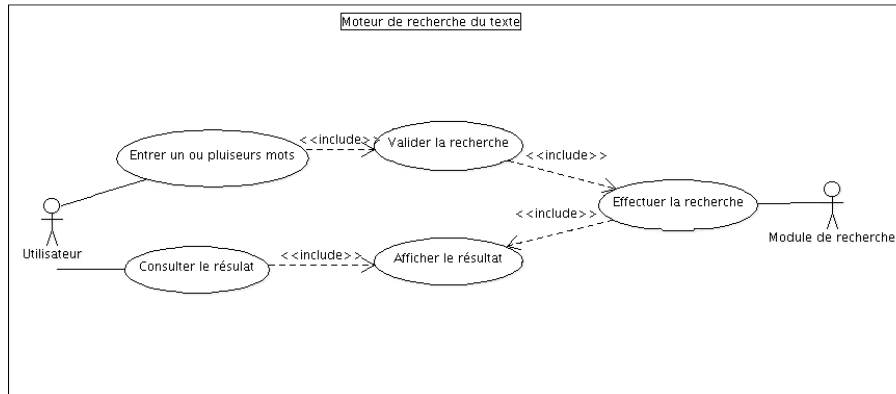 Moteur de recherche du texte
<<include>>
Valider la recherche
Entrer un ou pluiseurs mots
<<include>>
Effectuer la recherche
<<include>>
Module de recherche
Utilisateur
Consulter le résulat
<<include>>
Afficher le résultat